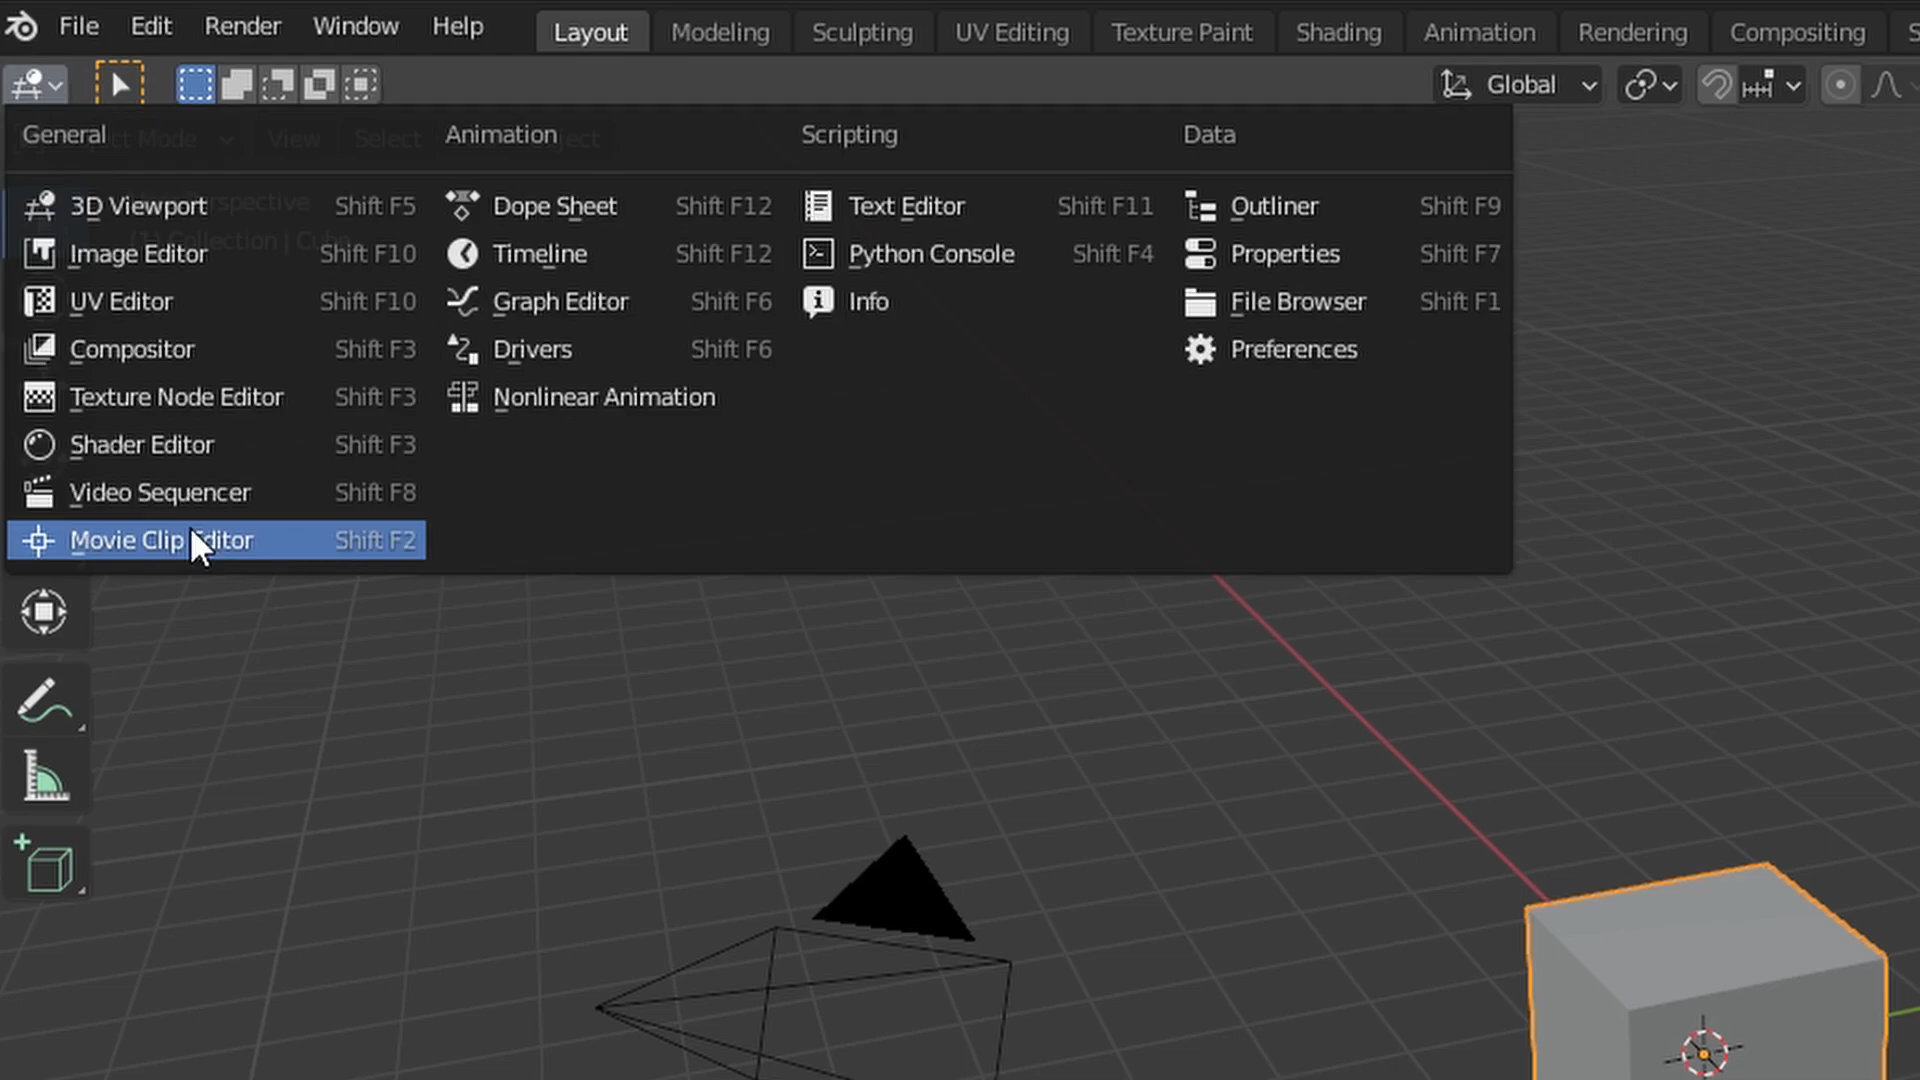 File Edit Render Window Help Layout Modeling Sculpting UV Editing Texture Paint Shading Animation Rendering Compositing S
Global
General Animation Scripting Data
View Select
3D Viewport Shift F5 Dope Sheet Shift F12 Text Editor Shift F11 Outliner Shift F9
Image Editor Shift F10 Timeline Shift F12 Python Console Shift F4 Properties Shift F7
UV Editor Shift F10 Graph Editor Shift F6 Info File Browser Shift F1
Compositor Shift F3 Drivers Shift F6 Preferences
Texture Node Editor Shift F3 Nonlinear Animation
Shader Editor Shift F3
Video Sequencer Shift F8
Movie Clip Editor Shift F2